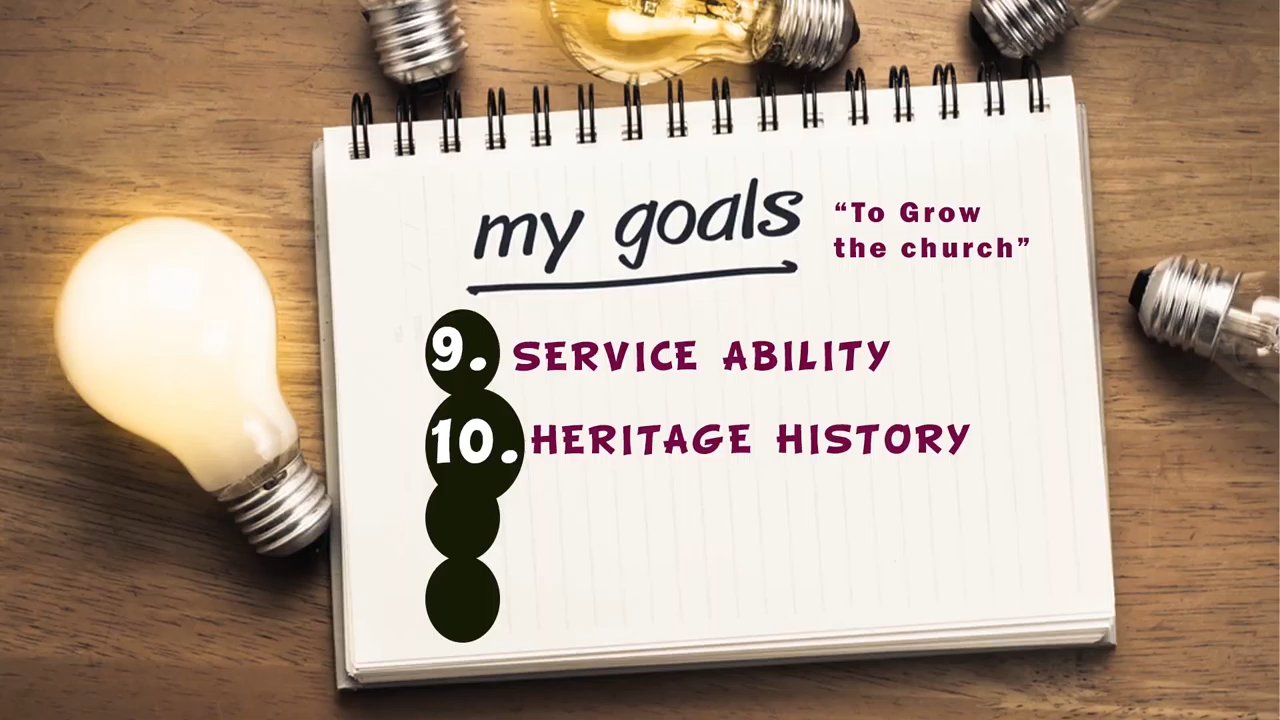 my goals
“To Grow
the church”
9. SERVICE ABILITY
10. HERITAGE HISTORY